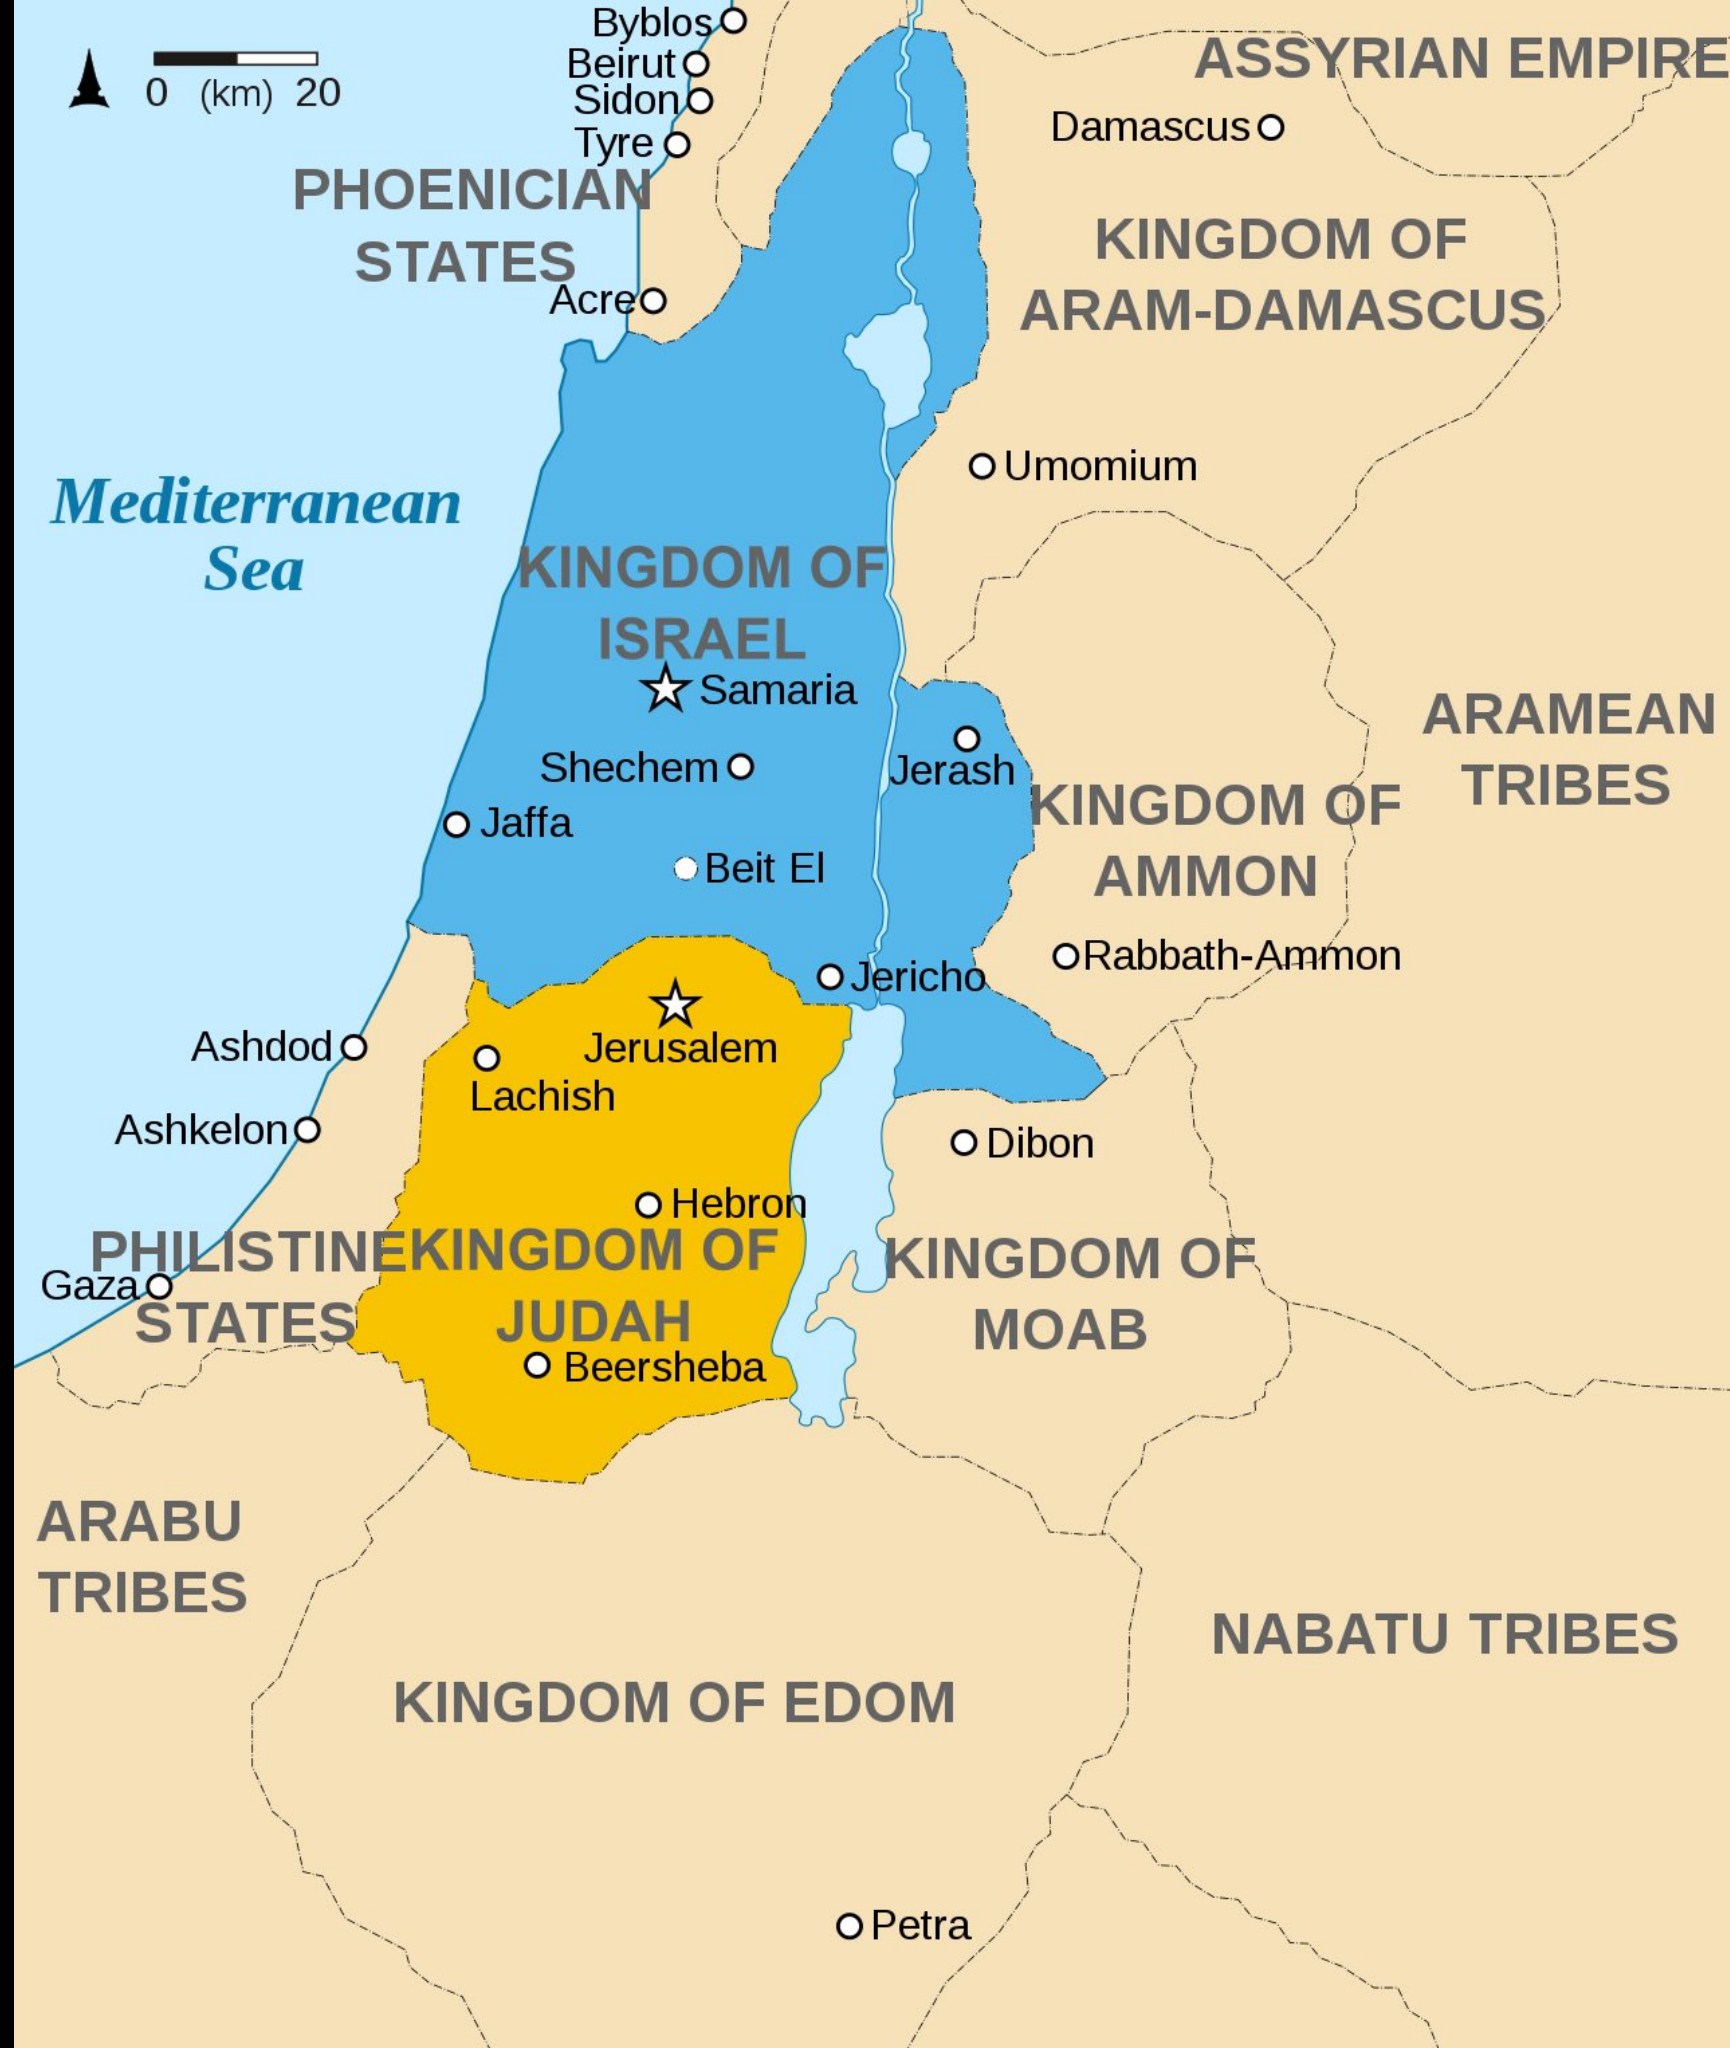 Byblos
Beirut
Sidon
Tyre
0 (km) 20
ASSYRIAN EMPIRE
Damascus
PHOENICIAN
STATES
Acre
KINGDOM OF
ARAM-DAMASCUS
Umomium
Mediterranean
Sea
KINGDOM OF
ISRAEL
Samaria
Shechem
Jaffa
Beit El
Jerash
KINGDOM OF
AMMON
ARAMEAN
TRIBES
Rabbath-Ammon
Jericho
Jerusalem
Ashdod
Lachish
Ashkelon
Dibon
Hebron
PHILISTINE
STATES
Gaza
KINGDOM OF
JUDAH
Beersheba
KINGDOM OF
MOAB
ARABU
TRIBES
NABATU TRIBES
KINGDOM OF EDOM
Petra